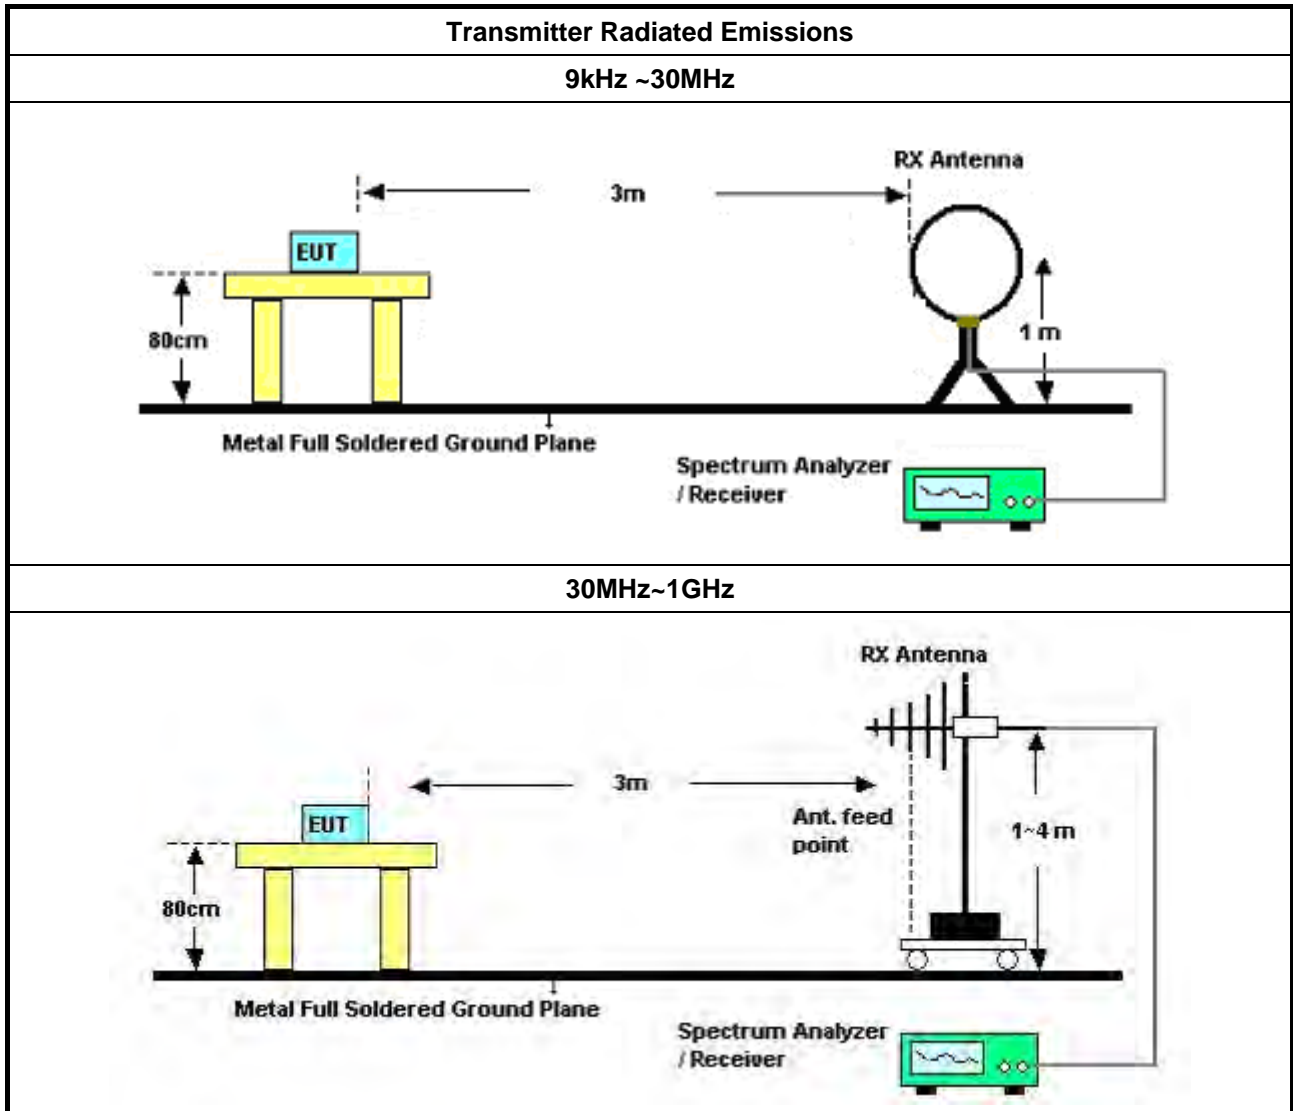 Transmitter Radiated Emissions
9kHz ~30MHz
RX Antenna
3m
EUT
80cm
1 m
Metal Full Soldered Ground Plane
Spectrum Analyzer
/ Receiver
30MHz~1GHz
RX Antenna
3m
Ant. feed
point
EUT
1~4 m
80cm
Metal Full Soldered Ground Plane
Spectrum Analyzer
/ Receiver